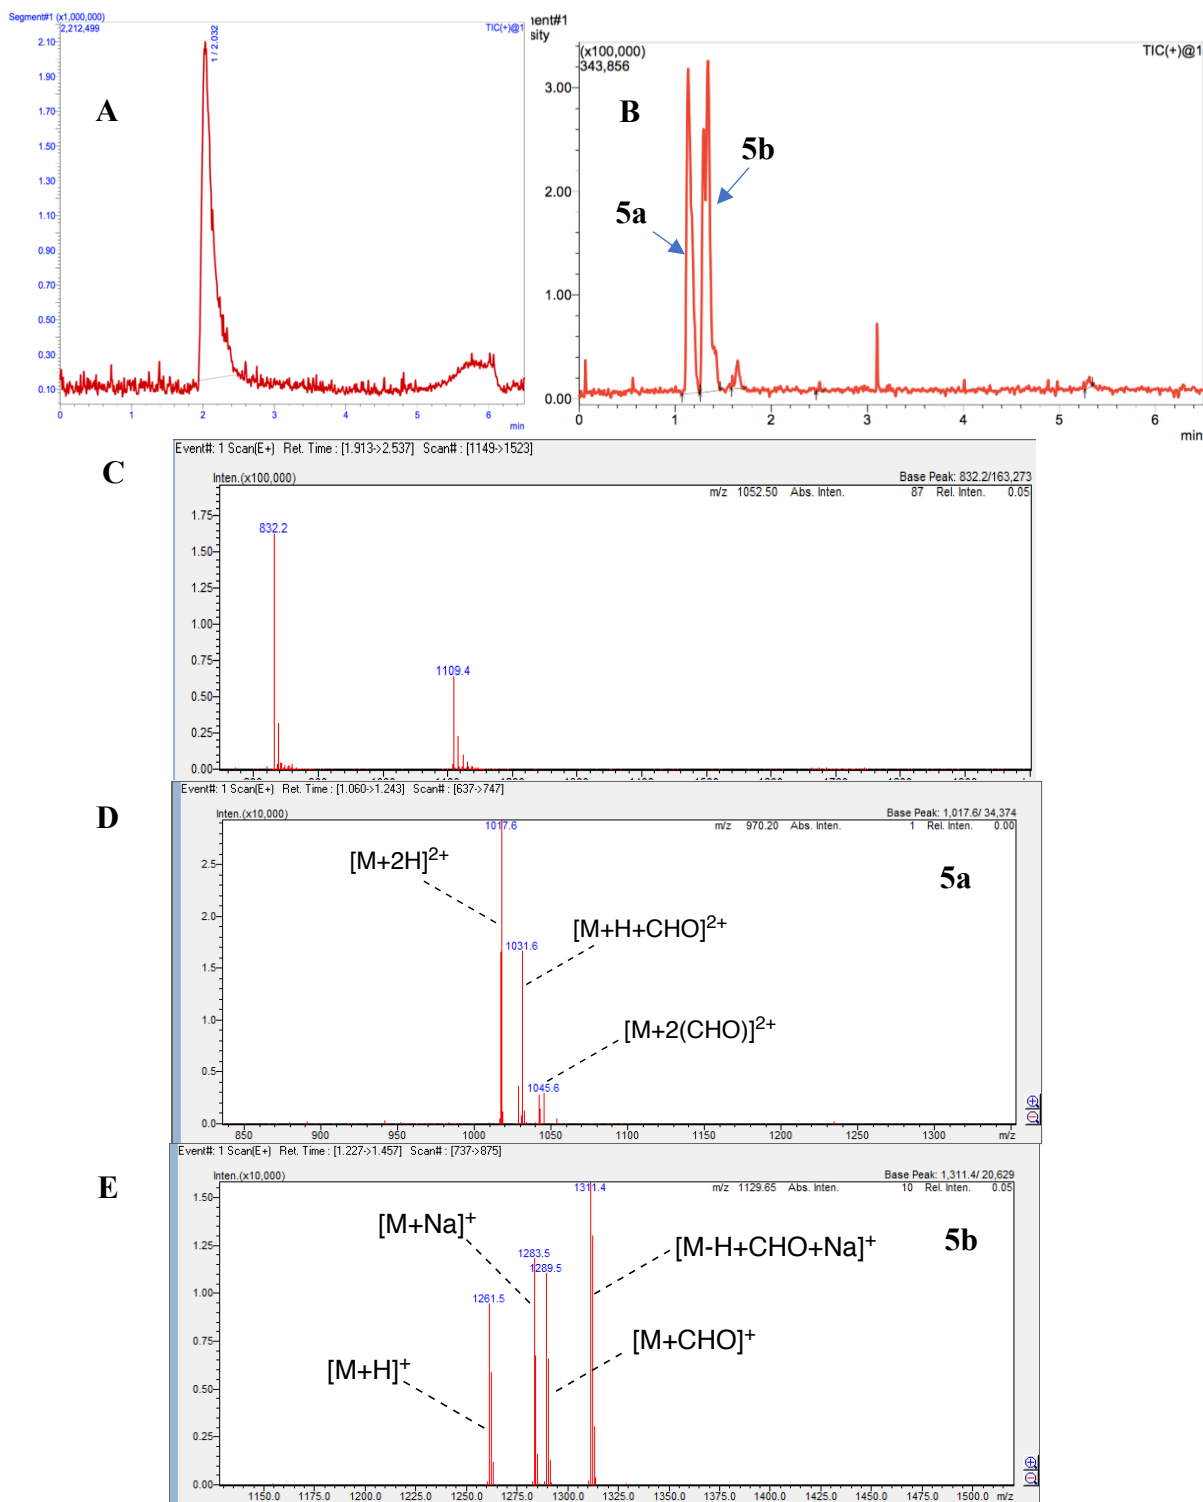 Segment#1 (x1,000,000)
2,212,499
TIC(+)@1
1 / 2.032
A
2.10
1.90
1.70
1.50
1.30
1.10
0.90
0.70
0.50
0.30
0.10
0 1 2 3 4 5 6
min
nent#1
sity
(x100,000)
343,856
TIC(+)@1
B
5b
5a
3.00
2.00
1.00
0.00
0 1 2 3 4 5 6
min
C
Event#: 1 Scan(E+) Ret. Time : [1.913->2.537] Scan# : [1149->1523]
Inten.(x100,000)
Base Peak: 832.2/163,273
m/z 1052.50 Abs. Inten. 87 Rel. Inten. 0.05
832.2
1109.4
1.75
1.50
1.25
1.00
0.75
0.50
0.25
0.00
D
Event#: 1 Scan(E+) Ret. Time : [1.060->1.243] Scan# : [637->747]
Inten.(x10,000)
Base Peak: 1,017.6/ 34,374
m/z 970.20 Abs. Inten. 1 Rel. Inten. 0.00
1017.6
[M+2H]2+
5a
[M+H+CHO]2+
1031.6
[M+2(CHO)]2+
1045.6
2.5
2.0
1.5
1.0
0.5
0.0
850 900 950 1000 1050 1100 1150 1200 1250 1300 m/z
E
Event#: 1 Scan(E+) Ret. Time : [1.227->1.457] Scan# : [737->875]
Inten.(x10,000)
Base Peak: 1,311.4/ 20,629
m/z 1129.65 Abs. Inten. 10 Rel. Inten. 0.05
1311.4
[M+Na]+
[M-H+CHO+Na]+
5b
1283.5
1289.5
1261.5
[M+CHO]+
[M+H]+
1.50
1.25
1.00
0.75
0.50
0.25
0.00
1150.0 1175.0 1200.0 1225.0 1250.0 1275.0 1300.0 1325.0 1350.0 1375.0 1400.0 1425.0 1450.0 1475.0 1500.0 m/z